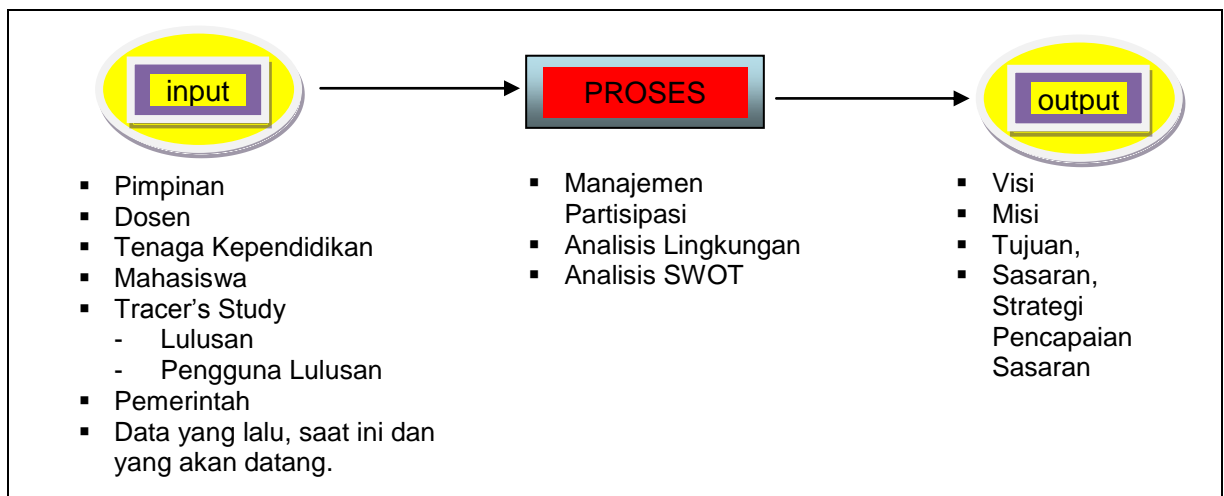 input
PROSES
output
▪ Pimpinan
▪ Dosen
▪ Tenaga Kependidikan
▪ Mahasiswa
▪ Tracer's Study
- Lulusan
- Pengguna Lulusan
▪ Pemerintah
▪ Data yang lalu, saat ini dan
yang akan datang.
▪ Manajemen
Partisipasi
▪ Analisis Lingkungan
▪ Analisis SWOT
▪ Visi
▪ Misi
▪ Tujuan,
▪ Sasaran,
Strategi
Pencapaian
Sasaran